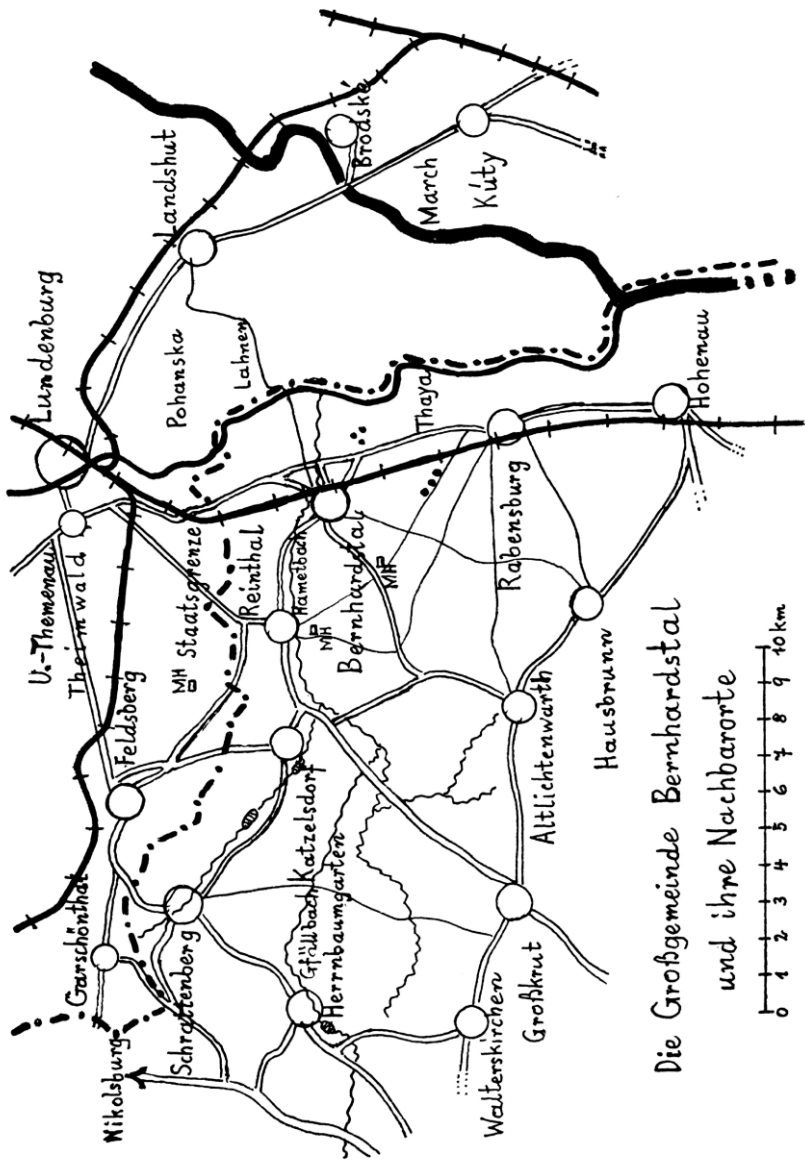 Lundenburg
Landshut
Brodské
March
Kúty
Pohanska
Lahnen
Thaya
Hohenau
U.-Themenau
Theimwald
MH
Staatsgrenze
Reinthal
Hametbach
Bernhardstal
MH
MH
Rabensburg
Feldsberg
Garschönthal
Nikolsburg
Schrattenberg
Gfällbach
Katzelsdorf
Herrnbaumgarten
Altlichtenwarth
Hausbrunn
Walterskirchen
Großkrut
Die Großgemeinde Bernhardstal
und ihre Nachbarorte
0 1 2 3 4 5 6 7 8 9 10 km